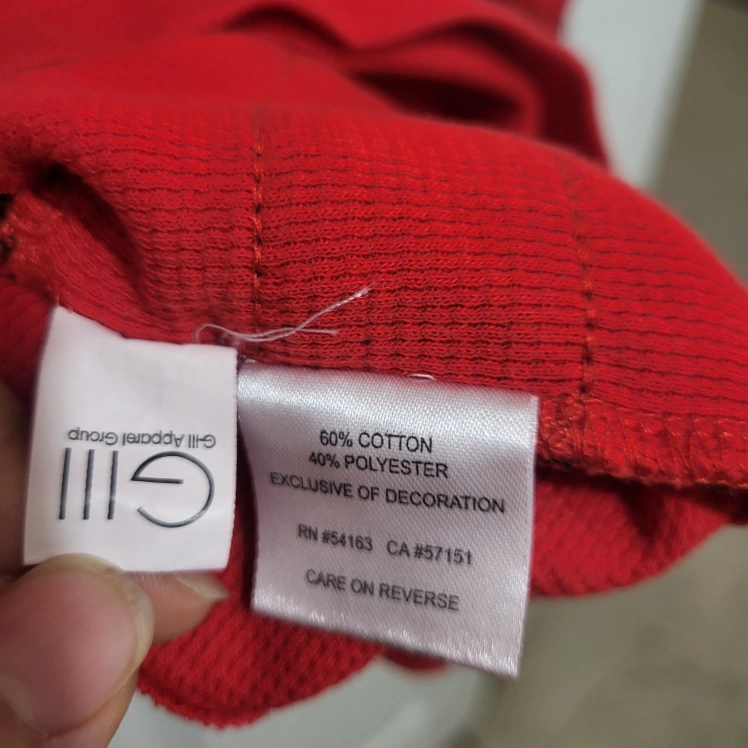 GIII
G-III Apparel Group
60% COTTON
40% POLYESTER
EXCLUSIVE OF DECORATION
RN #54163 CA #57151
CARE ON REVERSE